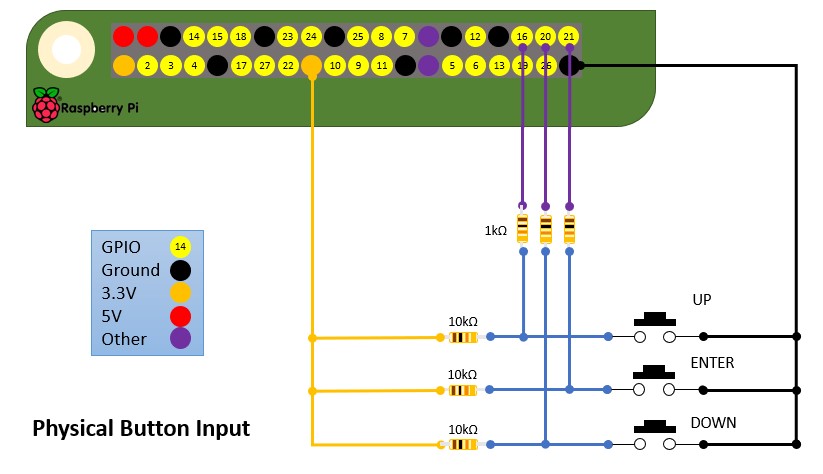 14 15 18 23 24 25 8 7 12 16 20 21
2 3 4 17 27 22 10 9 11 5 6 13 19 26
Raspberry Pi
1kΩ
GPIO 14
Ground
3.3V
5V
Other
UP
10kΩ
ENTER
10kΩ
DOWN
10kΩ
Physical Button Input